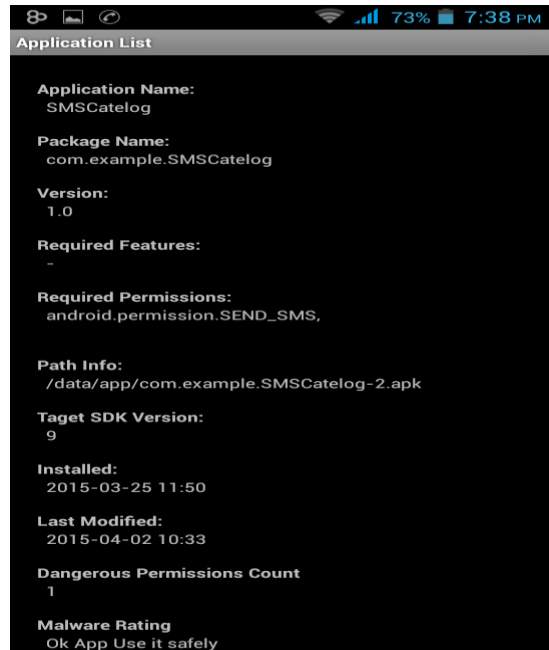 73% 7:38 PM
Application List
Application Name:
SMSCatelog
Package Name:
com.example.SMSCatelog
Version:
1.0
Required Features:
-
Required Permissions:
android.permission.SEND_SMS,
Path Info:
/data/app/com.example.SMSCatelog-2.apk
Taget SDK Version:
9
Installed:
2015-03-25 11:50
Last Modified:
2015-04-02 10:33
Dangerous Permissions Count
1
Malware Rating
Ok App Use it safely